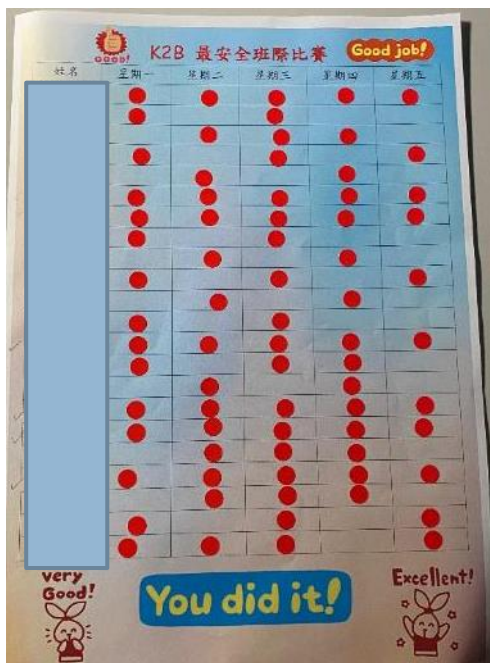 GOOD!
K2B 最安全班際比賽
Good job!
姓名 星期一 星期二 星期三 星期四 星期五
Very Good!
You did it!
Excellent!